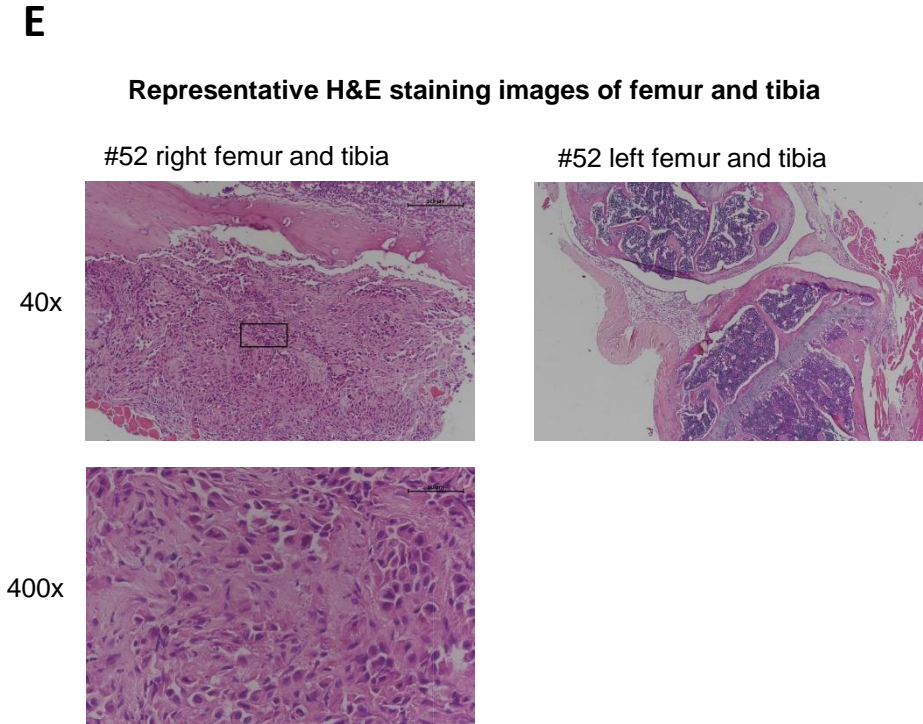 E
Representative H&E staining images of femur and tibia
#52 right femur and tibia
#52 left femur and tibia
40x
400x